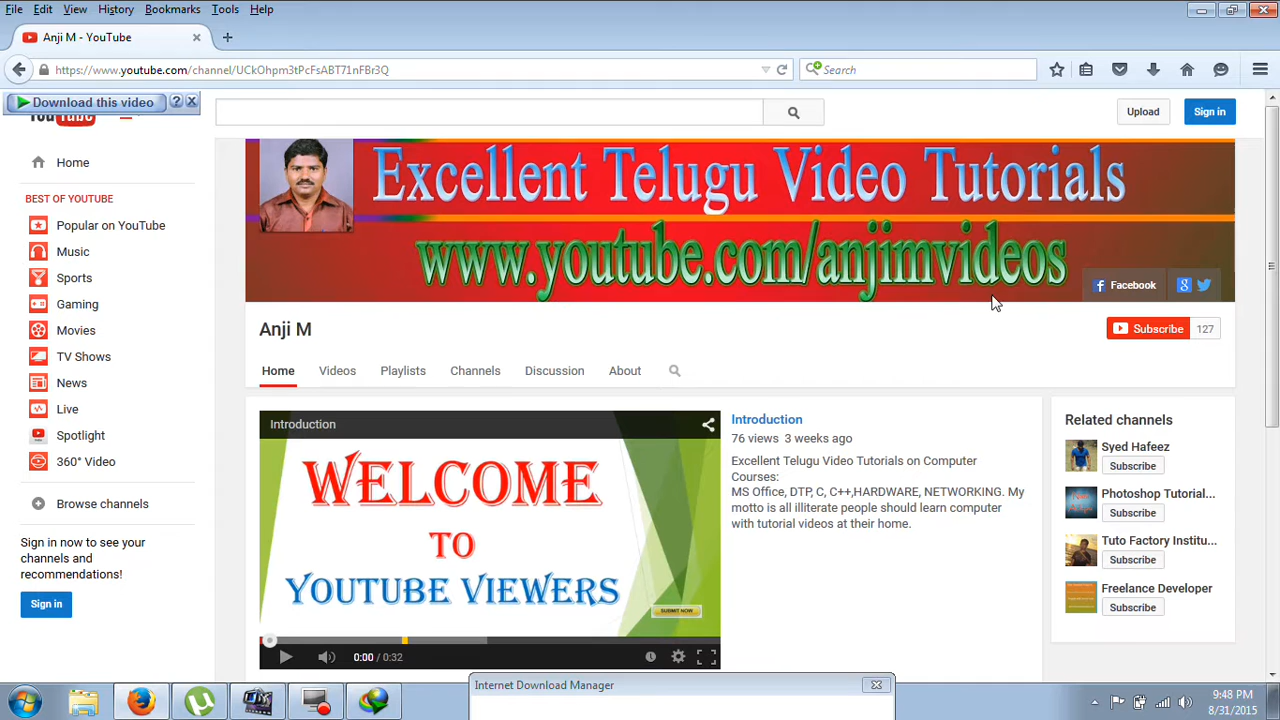 File Edit View History Bookmarks Tools Help
Anji M - YouTube
https://www.youtube.com/channel/UCkOhpm3tPcFsABT71nFBr3Q
Search
Download this video ?
Upload
Sign in
Home
BEST OF YOUTUBE
Popular on YouTube
Music
Sports
Gaming
Movies
TV Shows
News
Live
Spotlight
360° Video
Browse channels
Sign in now to see your
channels and
recommendations!
Sign in
Excellent Telugu Video Tutorials
www.youtube.com/anjimvideos
Facebook
Anji M
Subscribe 127
Home Videos Playlists Channels Discussion About
Introduction
WELCOME
TO
YOUTUBE VIEWERS
SUBMIT NOW
0:00 / 0:32
Introduction
76 views 3 weeks ago
Excellent Telugu Video Tutorials on Computer
Courses:
MS Office, DTP, C, C++,HARDWARE, NETWORKING. My
motto is all illiterate people should learn computer
with tutorial videos at their home.
Related channels
Syed Hafeez
Subscribe
Photoshop Tutorial...
Subscribe
Tuto Factory Institu...
Subscribe
Freelance Developer
Subscribe
Internet Download Manager
9:48 PM
8/31/2015